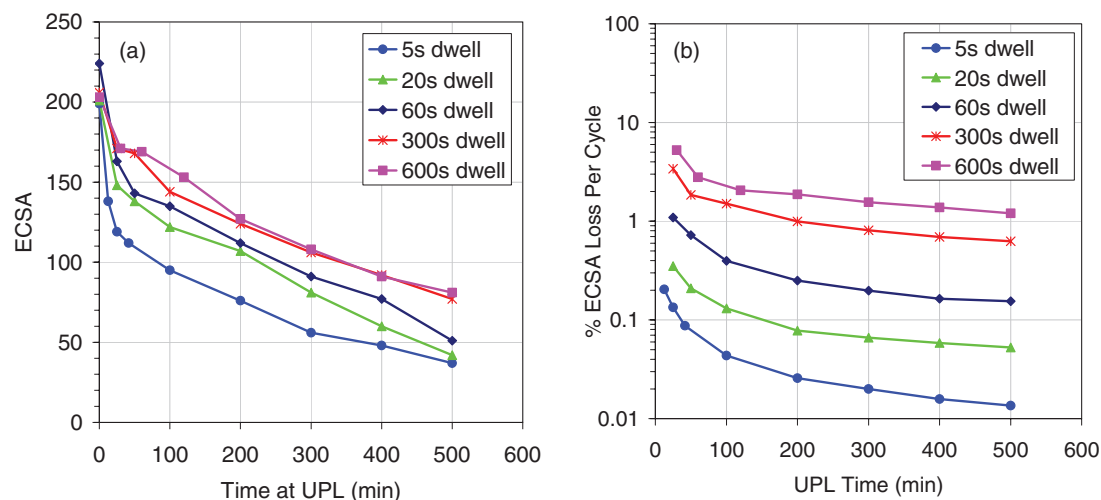 250
200
150
100
50
0
ECSA
(a)
5s dwell
20s dwell
60s dwell
300s dwell
600s dwell
0 100 200 300 400 500 600
Time at UPL (min)
100
10
1
0.1
0.01
% ECSA Loss Per Cycle
(b)
5s dwell
20s dwell
60s dwell
300s dwell
600s dwell
0 100 200 300 400 500 600
UPL Time (min)